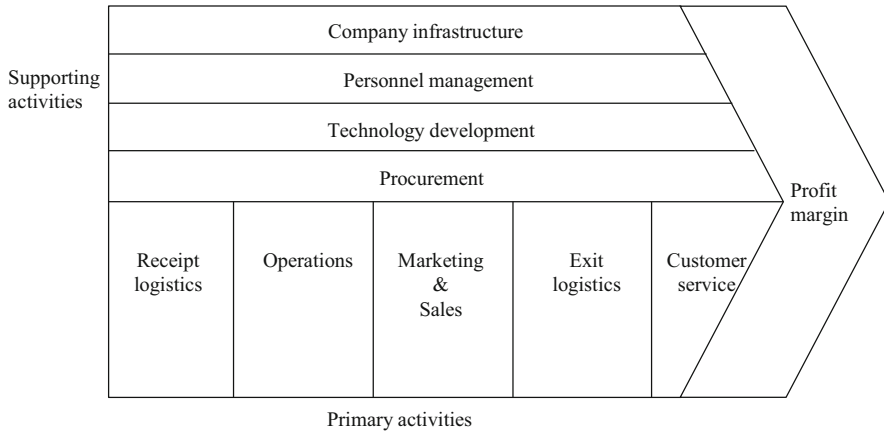 Company infrastructure
Supporting
activities
Personnel management
Technology development
Procurement
Profit
margin
Receipt
logistics
Operations
Marketing
&
Sales
Exit
logistics
Customer
service
Primary activities